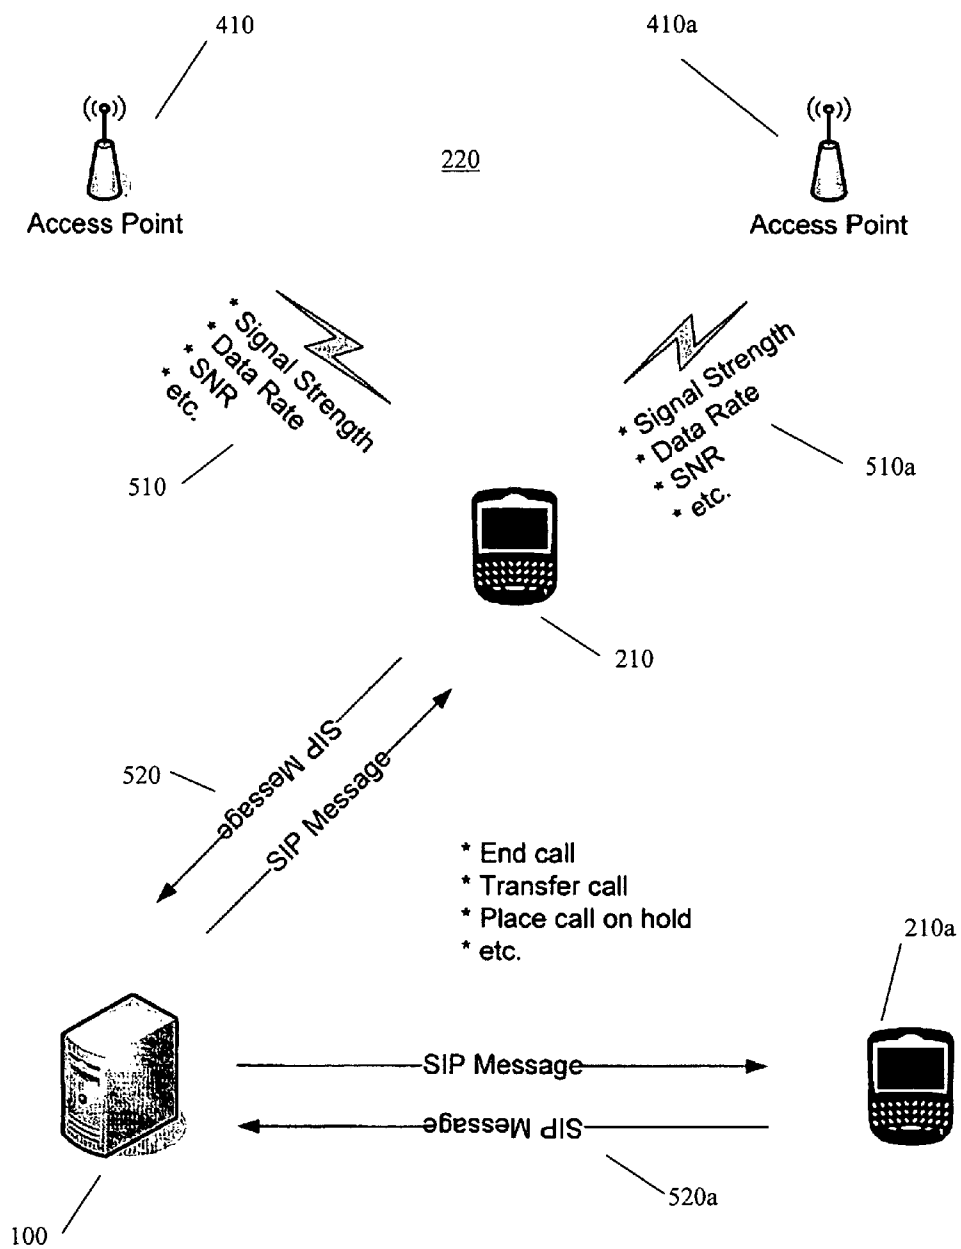 410
410a
220
Access Point
Access Point
* Signal Strength
* Data Rate
* SNR
* etc.
* Signal Strength
* Data Rate
* SNR
* etc.
510
510a
210
520
SIP Message
SIP Message
* End call
* Transfer call
* Place call on hold
* etc.
210a
SIP Message
SIP Message
520a
100